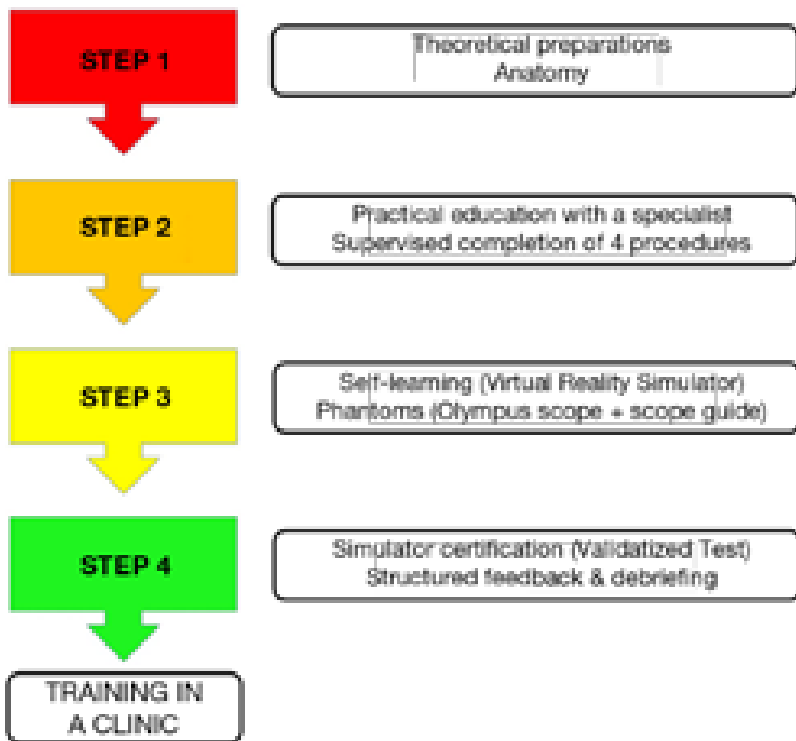 STEP 1
Theoretical preparations
Anatomy
STEP 2
Practical education with a specialist
Supervised completion of 4 procedures
STEP 3
Self-learning (Virtual Reality Simulator)
Phantoms (Olympus scope + scope guide)
STEP 4
Simulator certification (Validatized Test)
Structured feedback & debriefing
TRAINING IN
A CLINIC